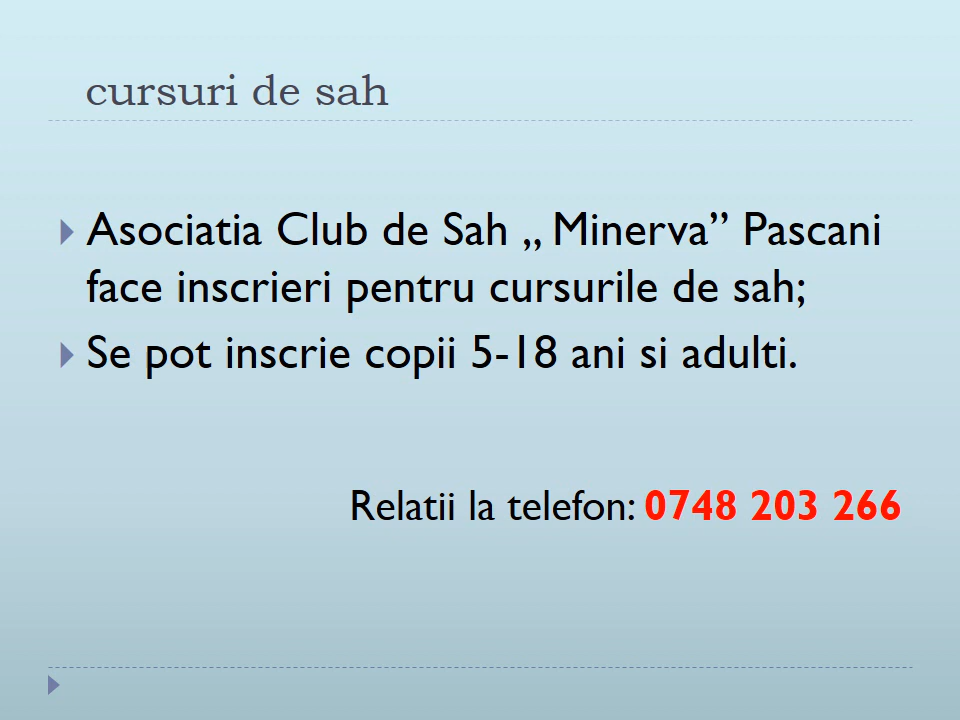 cursuri de sah
Asociatia Club de Sah „ Minerva” Pascani
face inscrieri pentru cursurile de sah;
Se pot inscrie copii 5-18 ani si adulti.
Relatii la telefon: 0748 203 266